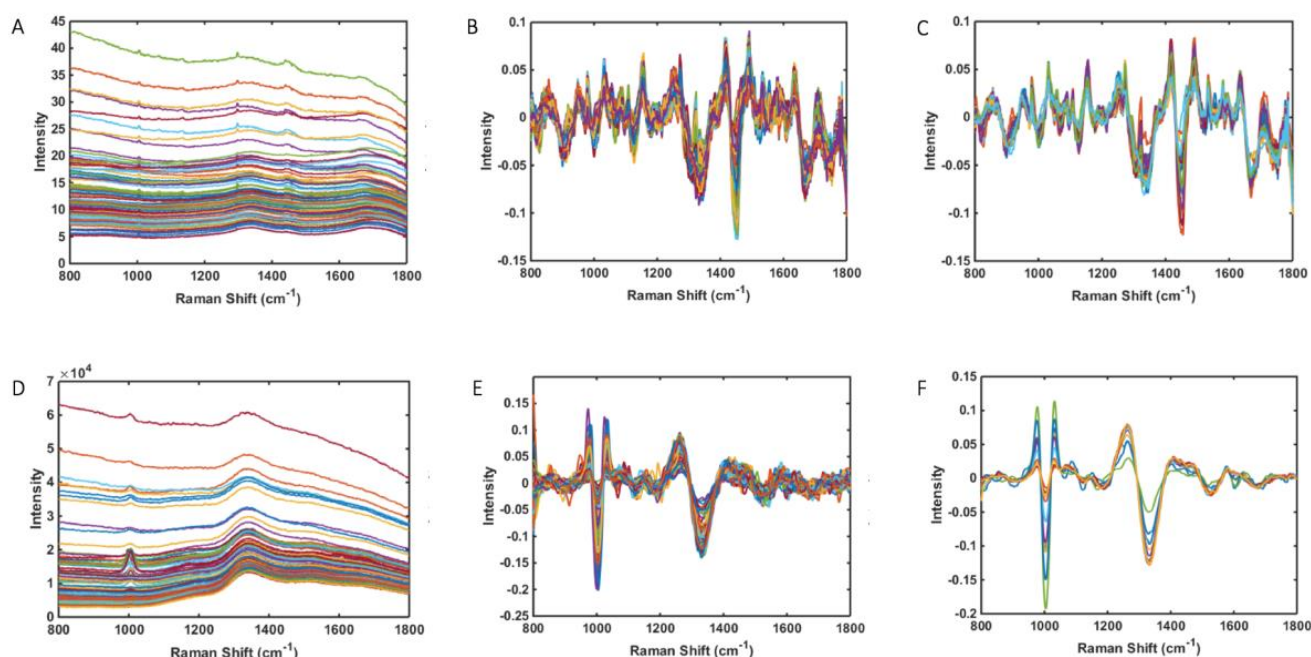 A
45
40
35
30
25
20
15
10
5
0
800 1000 1200 1400 1600 1800
Intensity
Raman Shift (cm⁻¹)
B
0.1
0.05
0
-0.05
-0.1
-0.15
800 1000 1200 1400 1600 1800
Intensity
Raman Shift (cm⁻¹)
C
0.1
0.05
0
-0.05
-0.1
-0.15
800 1000 1200 1400 1600 1800
Intensity
Raman Shift (cm⁻¹)
D
×10⁴
7
6
5
4
3
2
1
0
800 1000 1200 1400 1600 1800
Intensity
Raman Shift (cm⁻¹)
E
0.2
0.15
0.1
0.05
0
-0.05
-0.1
-0.15
-0.2
-0.25
800 1000 1200 1400 1600 1800
Intensity
Raman Shift (cm⁻¹)
F
0.15
0.1
0.05
0
-0.05
-0.1
-0.15
-0.2
800 1000 1200 1400 1600 1800
Intensity
Raman Shift (cm⁻¹)